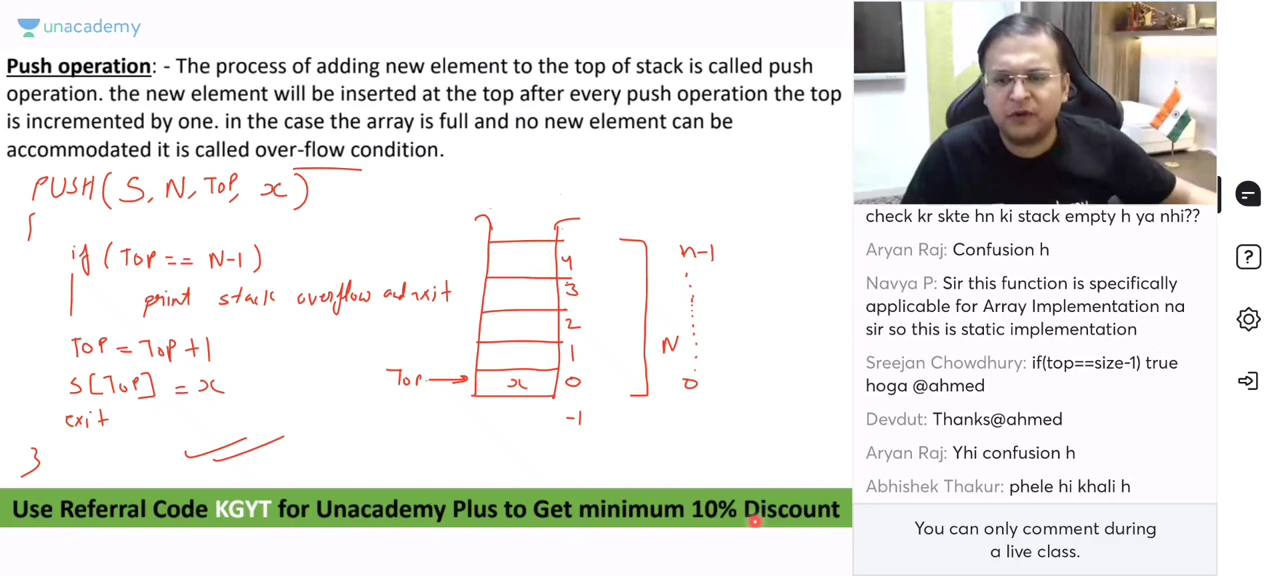 unacademy
Push operation: - The process of adding new element to the top of stack is called push
operation. the new element will be inserted at the top after every push operation the top
is incremented by one. in the case the array is full and no new element can be
accommodated it is called over-flow condition.
PUSH(S, N, TOP, x)
{
if (TOP == N-1)
print stack overflow and exit
TOP = TOP + 1
S[TOP] = x
exit
}
4
3
2
1
TOP → x 0
-1
N
n-1
0
Use Referral Code KGYT for Unacademy Plus to Get minimum 10% Discount
check kr skte hn ki stack empty h ya nhi??
Aryan Raj: Confusion h
Navya P: Sir this function is specifically
applicable for Array Implementation na
sir so this is static implementation
Sreejan Chowdhury: if(top==size-1) true
hoga @ahmed
Devdut: Thanks@ahmed
Aryan Raj: Yhi confusion h
Abhishek Thakur: phele hi khali h
You can only comment during
a live class.
?